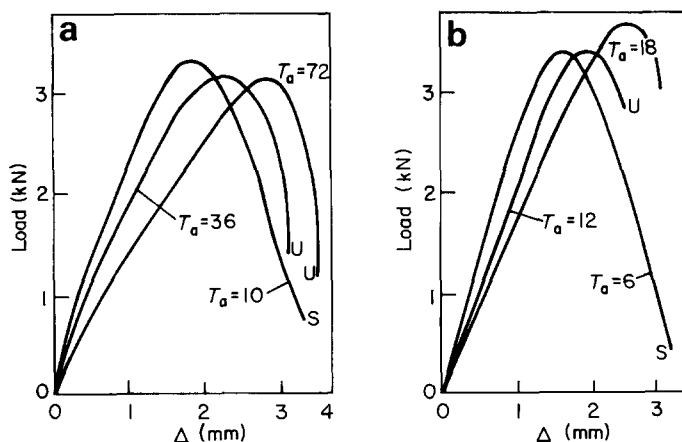 a
Tₐ=72
Tₐ=36
Tₐ=10
U
U
S
3
2
1
0
Load (kN)
0 1 2 3 4
Δ (mm)
b
Tₐ=18
Tₐ=12
Tₐ=6
U
S
3
2
1
0
Load (kN)
1 2 3
Δ (mm)